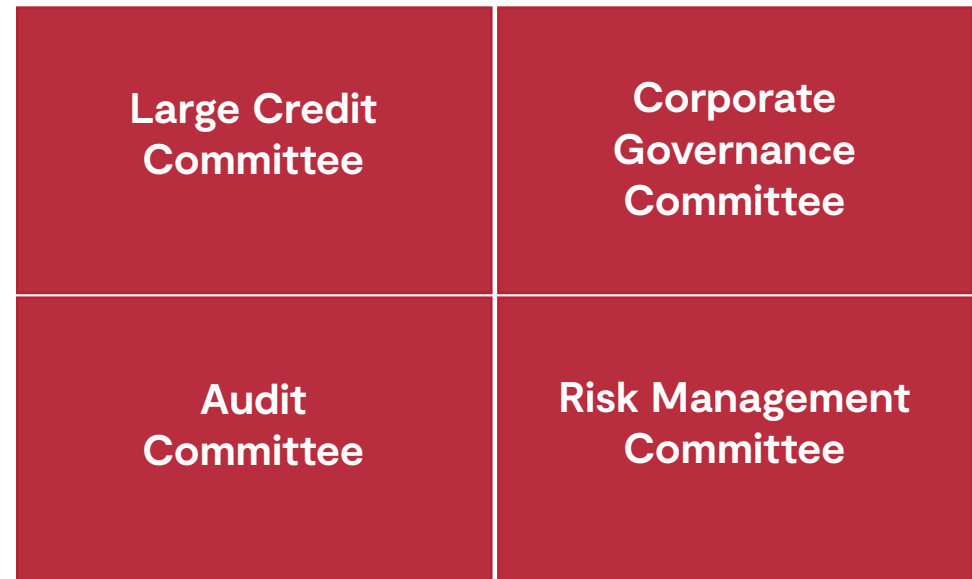 Large Credit
Committee
Corporate
Governance
Committee
Audit
Committee
Risk Management
Committee